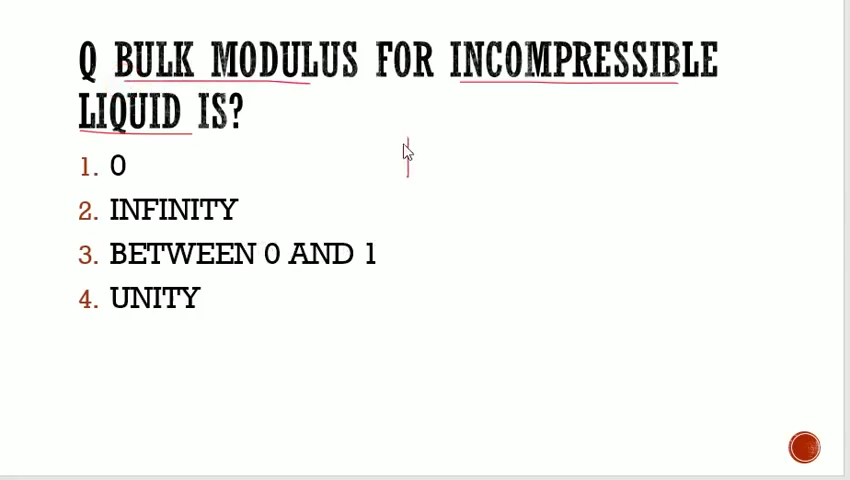 Q BULK MODULUS FOR INCOMPRESSIBLE
LIQUID IS?
1. 0
2. INFINITY
3. BETWEEN 0 AND 1
4. UNITY